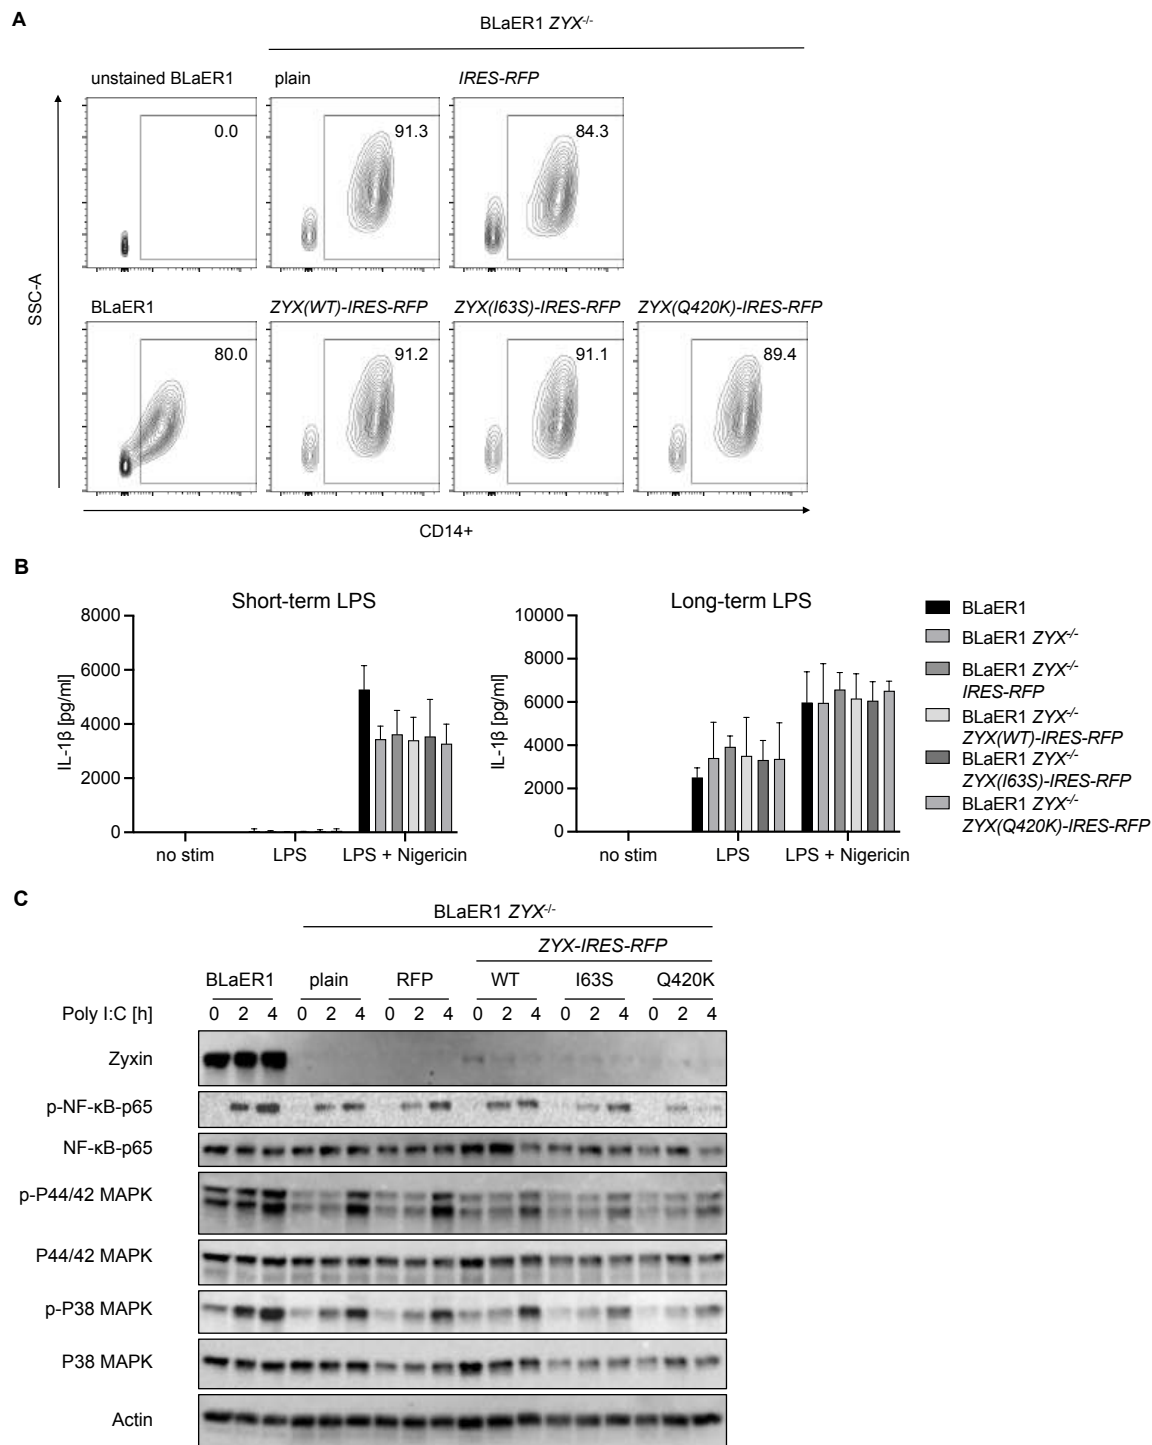 A
BLaER1 ZYX-/-
unstained BLaER1 plain IRES-RFP
0.0 91.3 84.3
SSC-A
BLaER1 ZYX(WT)-IRES-RFP ZYX(I63S)-IRES-RFP ZYX(Q420K)-IRES-RFP
80.0 91.2 91.1 89.4
CD14+
B
Short-term LPS
8000
6000
4000
2000
0
IL-1β [pg/ml]
no stim LPS LPS + Nigericin
Long-term LPS
10000
8000
6000
4000
2000
0
IL-1β [pg/ml]
no stim LPS LPS + Nigericin
BLaER1
BLaER1 ZYX-/-
BLaER1 ZYX-/-
IRES-RFP
BLaER1 ZYX-/-
ZYX(WT)-IRES-RFP
BLaER1 ZYX-/-
ZYX(I63S)-IRES-RFP
BLaER1 ZYX-/-
ZYX(Q420K)-IRES-RFP
C
BLaER1 ZYX-/-
ZYX-IRES-RFP
BLaER1 plain RFP WT I63S Q420K
Poly I:C [h] 0 2 4 0 2 4 0 2 4 0 2 4 0 2 4 0 2 4
Zyxin
p-NF-κB-p65
NF-κB-p65
p-P44/42 MAPK
P44/42 MAPK
p-P38 MAPK
P38 MAPK
Actin